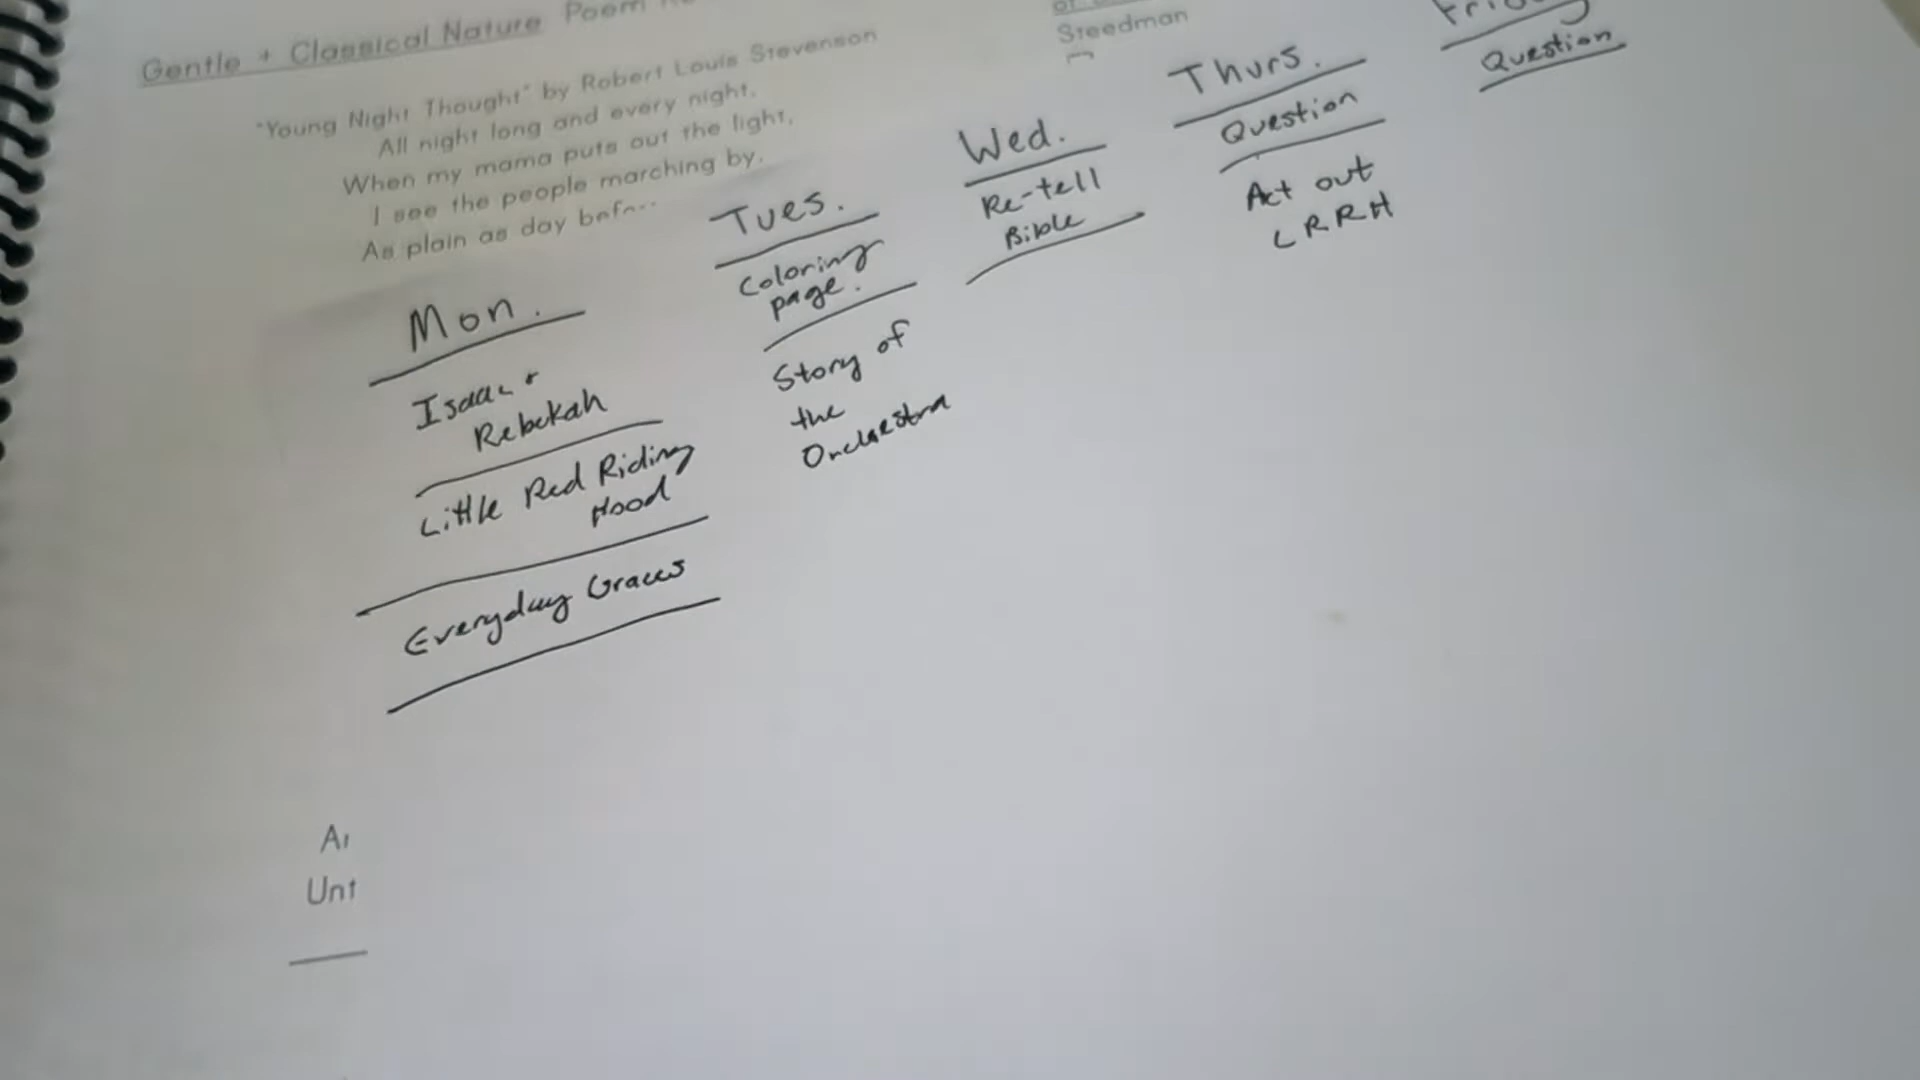 Gentle + Classical Nature Poem
"Young Night Thought" by Robert Louis Stevenson
All night long and every night,
When my mama puts out the light,
I see the people marching by,
As plain as day
Steedman
Mon.
Isaac +
Rebekah
Little Red Riding
Hood
Everyday Graces
Tues.
Coloring
page.
Story of
the
Orchestra
Wed.
Re-tell
Bible
Thurs.
Question
Act out
LRRH
Question
Unt